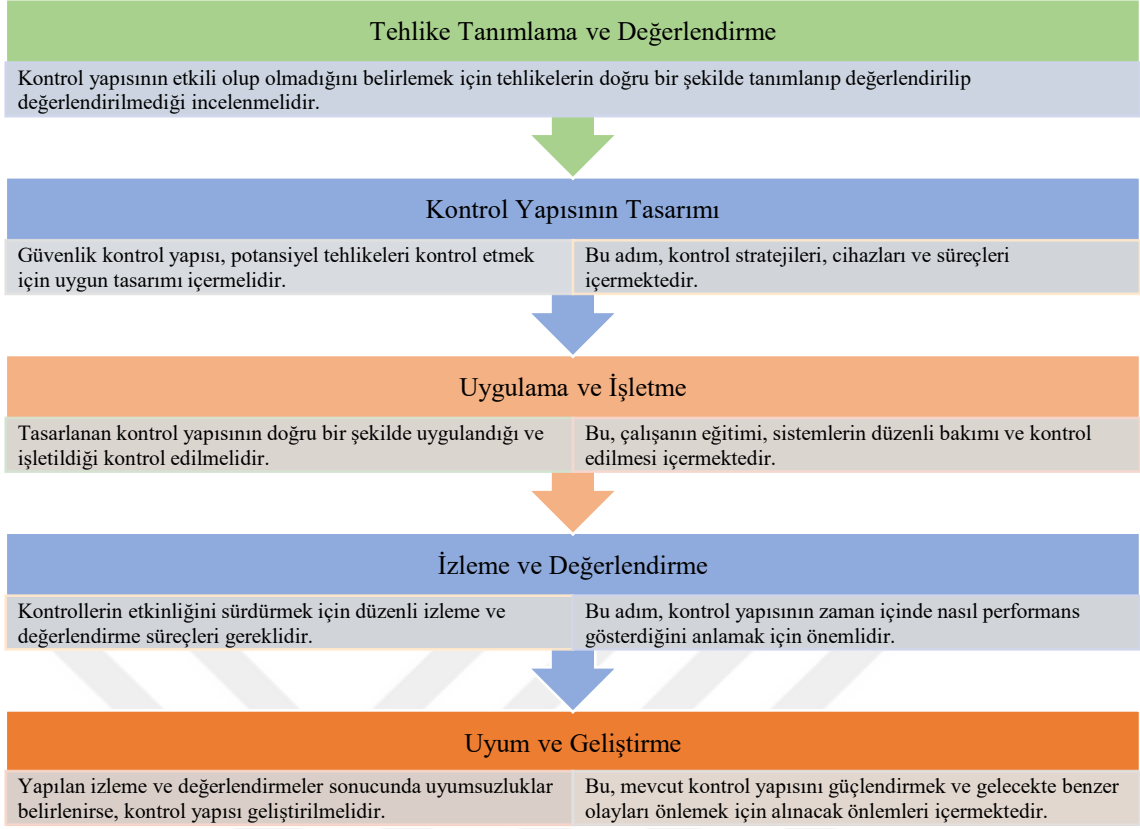 Tehlike Tanımlama ve Değerlendirme
Kontrol yapısının etkili olup olmadığını belirlemek için tehlikelerin doğru bir şekilde tanımlanıp değerlendirilip
değerlendirilmediği incelenmelidir.
Kontrol Yapısının Tasarımı
Güvenlik kontrol yapısı, potansiyel tehlikeleri kontrol etmek
için uygun tasarımı içermelidir.
Bu adım, kontrol stratejileri, cihazları ve süreçleri
içermektedir.
Uygulama ve İşletme
Tasarlanan kontrol yapısının doğru bir şekilde uygulandığı ve
işletildiği kontrol edilmelidir.
Bu, çalışanın eğitimi, sistemlerin düzenli bakımı ve kontrol
edilmesi içermektedir.
İzleme ve Değerlendirme
Kontrollerin etkinliğini sürdürmek için düzenli izleme ve
değerlendirme süreçleri gereklidir.
Bu adım, kontrol yapısının zaman içinde nasıl performans
gösterdiğini anlamak için önemlidir.
Uyum ve Geliştirme
Yapılan izleme ve değerlendirmeler sonucunda uyumsuzluklar
belirlenirse, kontrol yapısı geliştirilmelidir.
Bu, mevcut kontrol yapısını güçlendirmek ve gelecekte benzer
olayları önlemek için alınacak önlemleri içermektedir.